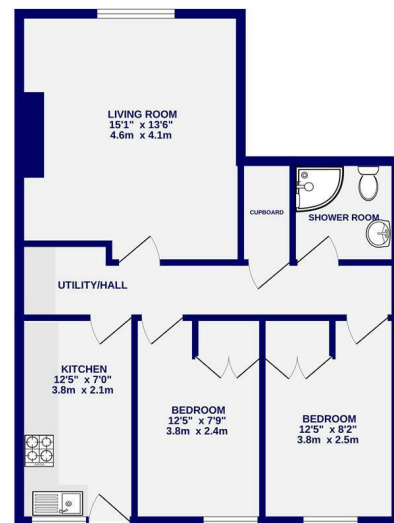 LIVING ROOM
15'1" x 13'6"
4.6m x 4.1m
CUPBOARD
SHOWER ROOM
UTILITY/HALL
KITCHEN
12'5" x 7'0"
3.8m x 2.1m
BEDROOM
12'5" x 7'9"
3.8m x 2.4m
BEDROOM
12'5" x 8'2"
3.8m x 2.5m